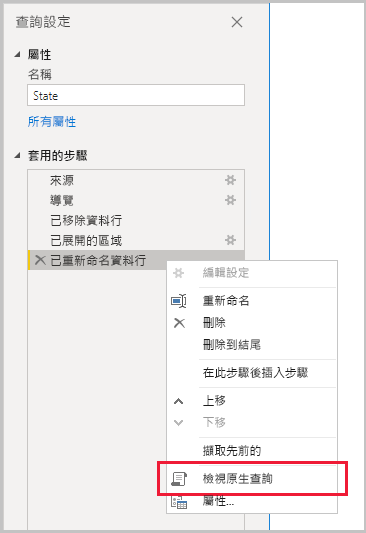 查詢設定
屬性
名稱
State
所有屬性
套用的步驟
來源
導覽
已移除資料行
已展開的區域
已重新命名資料行
編輯設定
重新命名
刪除
刪除到結尾
在此步驟後插入步驟
上移
下移
擷取先前的
檢視原生查詢
屬性...